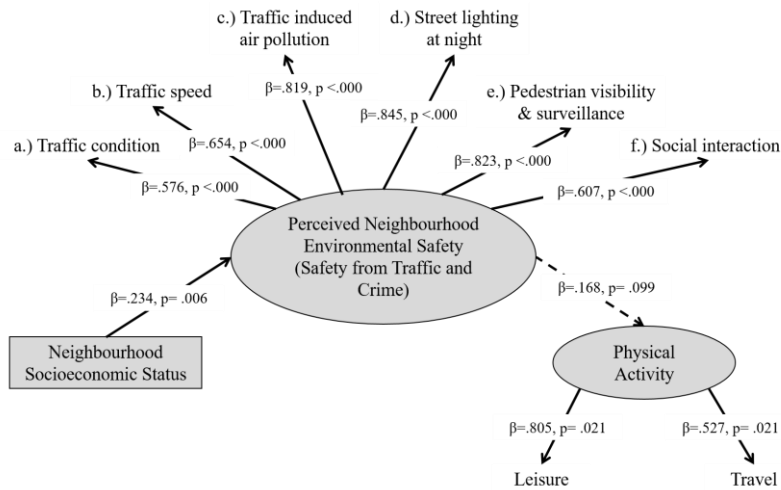 c.) Traffic induced
air pollution
d.) Street lighting
at night
b.) Traffic speed
β=.819, p <.000
β=.845, p <.000
e.) Pedestrian visibility
& surveillance
a.) Traffic condition
β=.654, p <.000
β=.823, p <.000
f.) Social interaction
β=.576, p <.000
β=.607, p <.000
Perceived Neighbourhood
Environmental Safety
(Safety from Traffic and
Crime)
β=.234, p= .006
β=.168, p= .099
Neighbourhood
Socioeconomic Status
Physical
Activity
β=.805, p= .021
β=.527, p= .021
Leisure
Travel